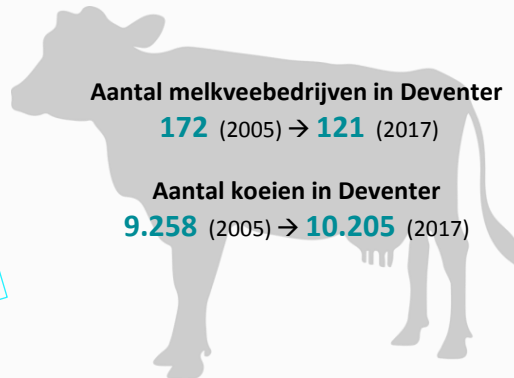 Aantal melkveebedrijven in Deventer
172 (2005) → 121 (2017)
Aantal koeien in Deventer
9.258 (2005) → 10.205 (2017)